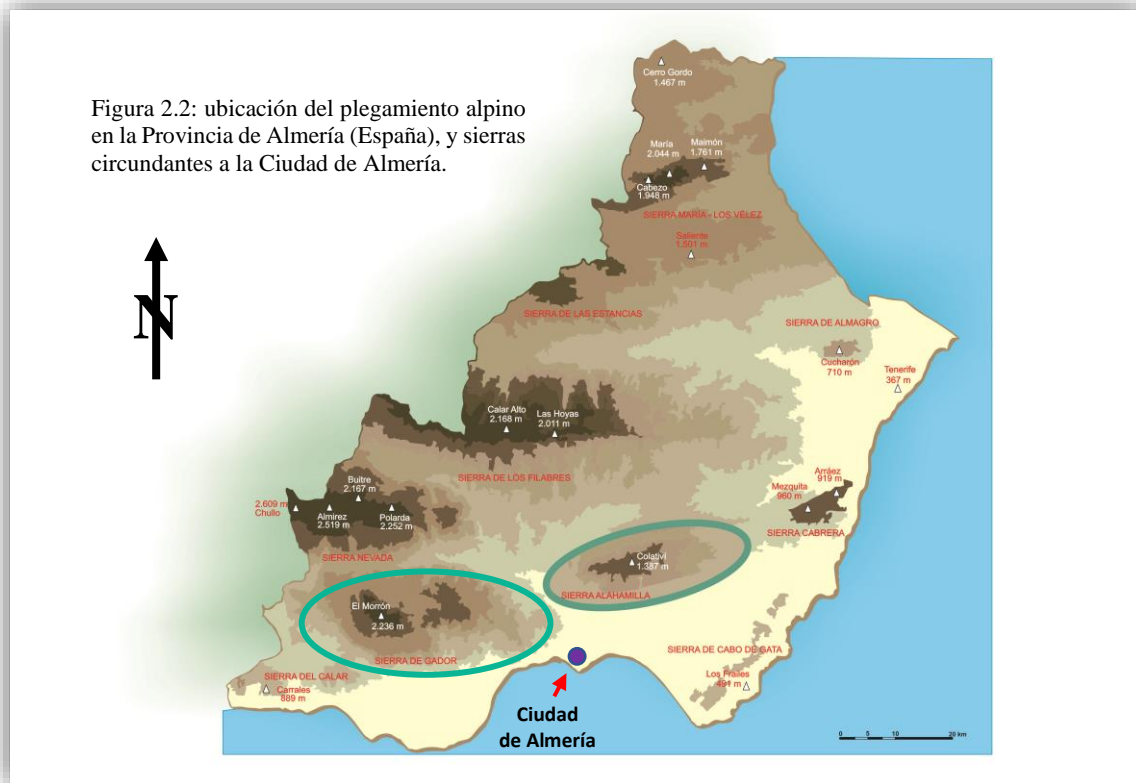 Figura 2.2: ubicación del plegamiento alpino
en la Provincia de Almería (España), y sierras
circundantes a la Ciudad de Almería.
N
Cerro Gordo
1.467 m
María
2.044 m
Maimón
1.761 m
Cabezo
1.948 m
SIERRA MARÍA - LOS VÉLEZ
Saliente
1.501 m
SIERRA DE LAS ESTANCIAS
SIERRA DE ALMAGRO
Cucharón
710 m
Tenerife
367 m
Calar Alto
2.168 m
Las Hoyas
2.011 m
SIERRA DE LOS FILABRES
Buitre
2.167 m
2.609 m
Chullo
Almirez
2.519 m
Polarda
2.252 m
SIERRA NEVADA
Arráez
919 m
Mezquita
960 m
SIERRA CABRERA
Colativí
1.387 m
SIERRA ALAHAMILLA
El Morrón
2.236 m
SIERRA DE GADOR
SIERRA DE CABO DE GATA
Los Frailes
491 m
SIERRA DEL CALAR
Carrales
889 m
Ciudad
de Almería
0 5 10 20 km